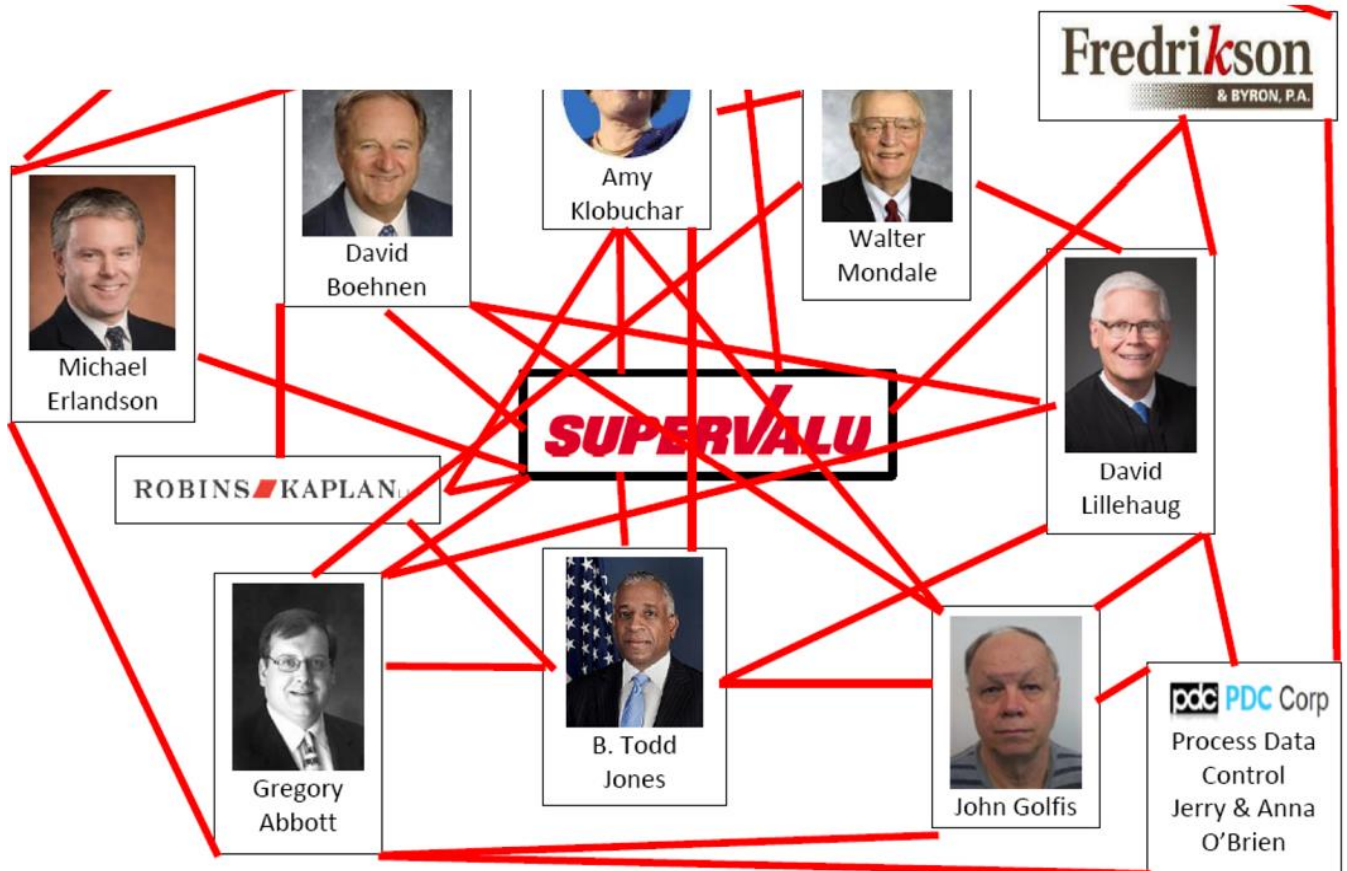 Fredrikson
& BYRON, P.A.
Amy
Klobuchar
David
Boehnen
Walter
Mondale
Michael
Erlandson
SUPERVALU
David
Lillehaug
ROBINS KAPLAN
Gregory
Abbott
B. Todd
Jones
John Golfis
pdc PDC Corp
Process Data
Control
Jerry & Anna
O’Brien